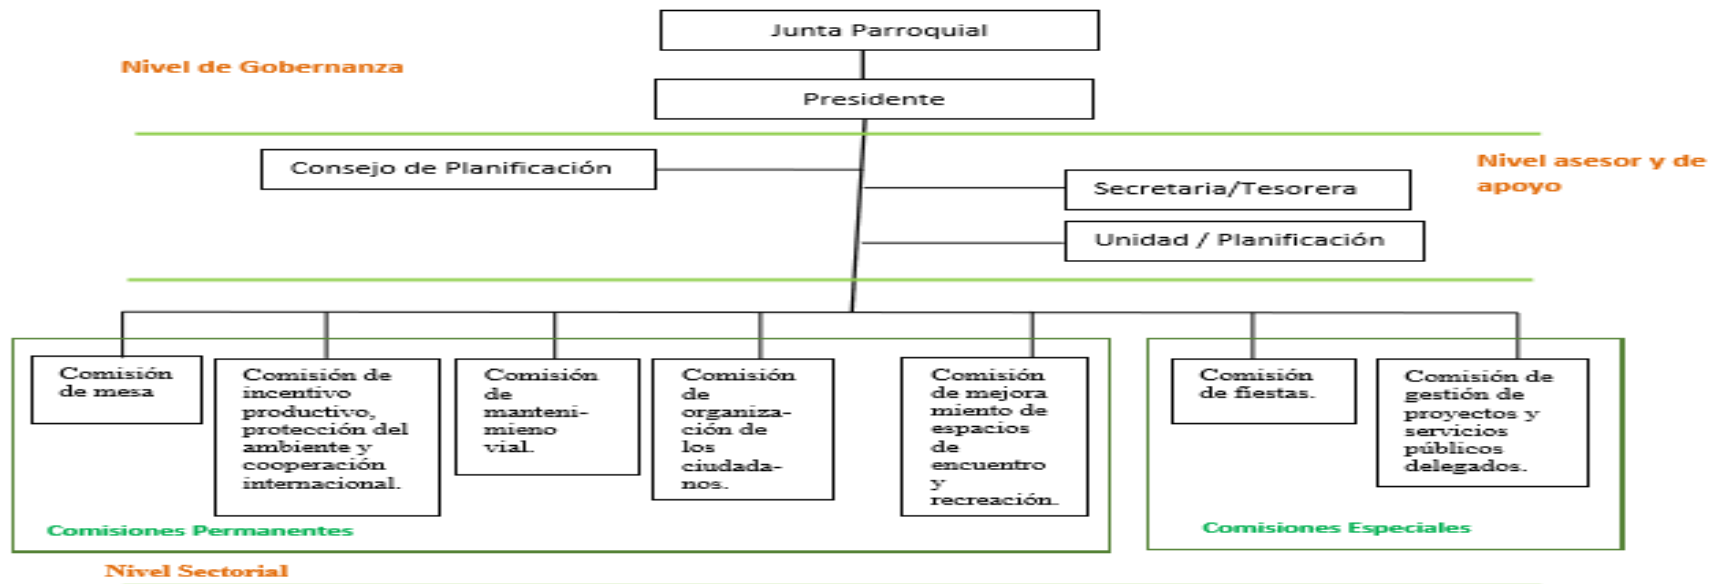 Junta Parroquial
Nivel de Gobernanza
Presidente
Consejo de Planificación
Nivel asesor y de
apoyo
Secretaria/Tesorera
Unidad / Planificación
Comisión
de mesa
Comisión de
incentivo
productivo,
protección del
ambiente y
cooperación
internacional.
Comisión
de
manteni-
mieno
vial.
Comisión
de
organiza-
ción de
los
ciudada-
nos.
Comisión
de mejora
miento de
espacios
de
encuentro
y
recreación.
Comisión
de fiestas.
Comisión de
gestión de
proyectos y
servicios
públicos
delegados.
Comisiones Permanentes
Comisiones Especiales
Nivel Sectorial